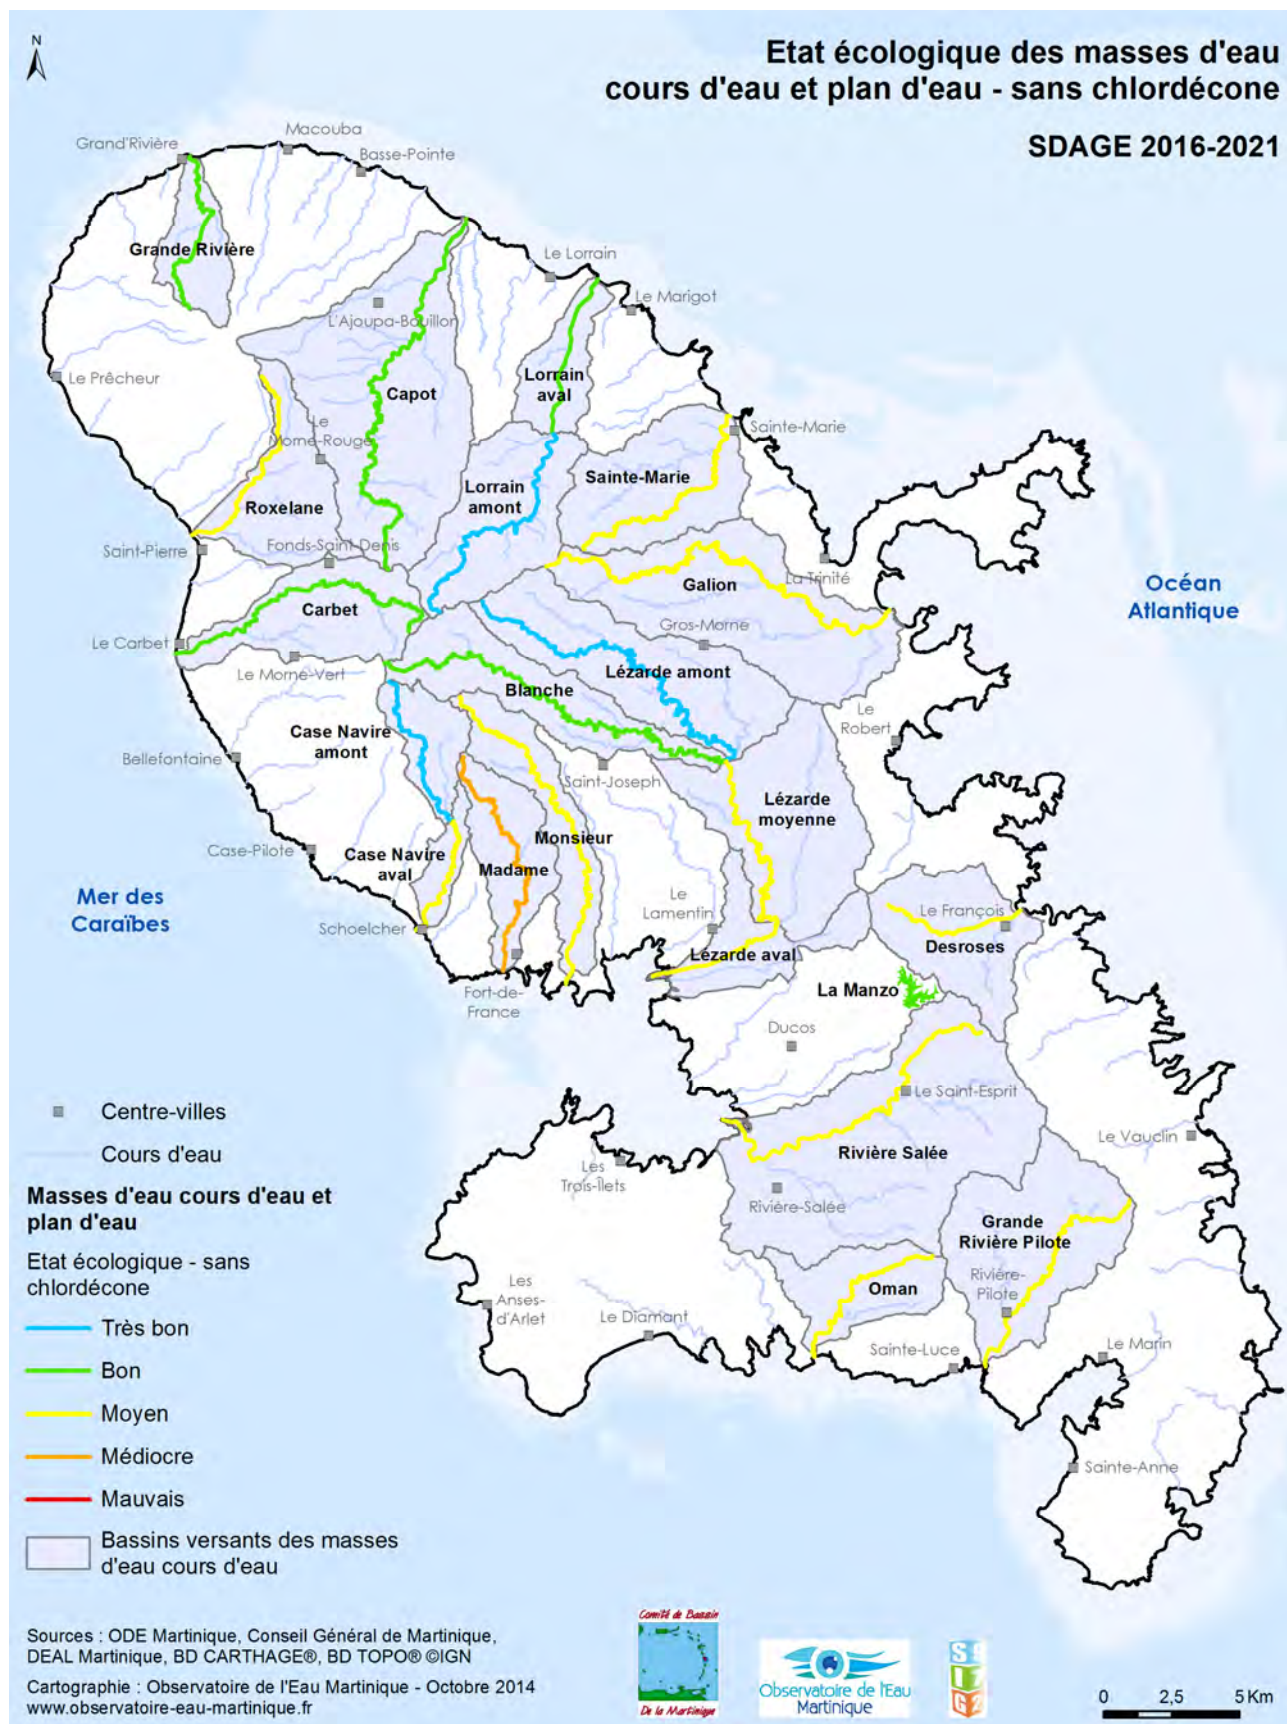 N
Etat écologique des masses d'eau
cours d'eau et plan d'eau - sans chlordécone
SDAGE 2016-2021
Macouba
Grand'Rivière
Basse-Pointe
Grande Rivière
Le Lorrain
Le Marigot
L'Ajoupa-Bouillon
Le Prêcheur
Lorrain
aval
Capot
Le
Morne-Rouge
Sainte-Marie
Sainte-Marie
Lorrain
amont
Roxelane
Saint-Pierre
Fonds-Saint-Denis
La Trinité
Galion
Océan
Atlantique
Carbet
Le Carbet
Gros-Morne
Le Morne-Vert
Lézarde amont
Blanche
Le
Robert
Case Navire
amont
Bellefontaine
Saint-Joseph
Lézarde
moyenne
Case-Pilote
Monsieur
Case Navire
aval
Madame
Mer des
Caraïbes
Le
Lamentin
Le François
Schoelcher
Desroses
Lézarde aval
La Manzo
Fort-de-
France
Ducos
Le Saint-Esprit
Le Vauclin
Rivière Salée
Les
Trois-Îlets
Rivière-Salée
Grande
Rivière Pilote
Rivière-
Pilote
Oman
Les
Anses-
d'Arlet
Le Diamant
Sainte-Luce
Le Marin
Sainte-Anne
Centre-villes
Cours d'eau
Masses d'eau cours d'eau et
plan d'eau
Etat écologique - sans
chlordécone
Très bon
Bon
Moyen
Médiocre
Mauvais
Bassins versants des masses
d'eau cours d'eau
Sources : ODE Martinique, Conseil Général de Martinique,
DEAL Martinique, BD CARTHAGE®, BD TOPO® ©IGN
Cartographie : Observatoire de l'Eau Martinique - Octobre 2014
www.observatoire-eau-martinique.fr
Comité de Bassin
De la Martinique
Observatoire de l'Eau
Martinique
0 2,5 5 Km